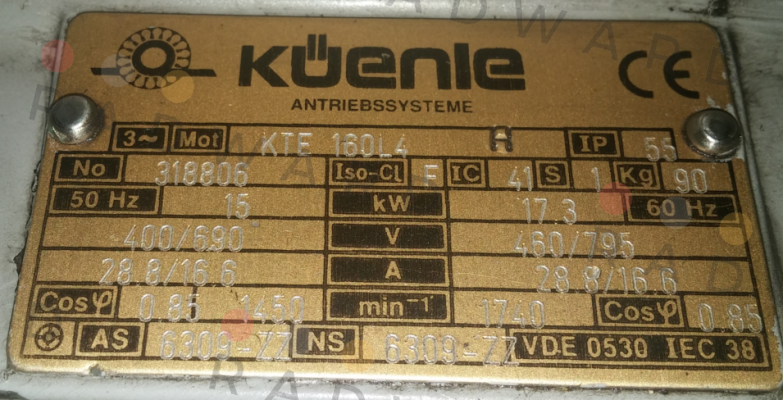 KÜenle
CE
ANTRIEBSSYSTEME
3~ Mot KTE 160L4 IP 55
No 318806 Iso-Cl F IC 41 S 1 Kg 90
50 Hz 15 kW 17.3 60 Hz
400/690 V 460/795
28.8/16.6 A 28.8/16.6
Cosφ 0.85 1450 min⁻¹ 1740 Cosφ 0.85
AS 6309-ZZ NS 6309-ZZ VDE 0530 IEC 38